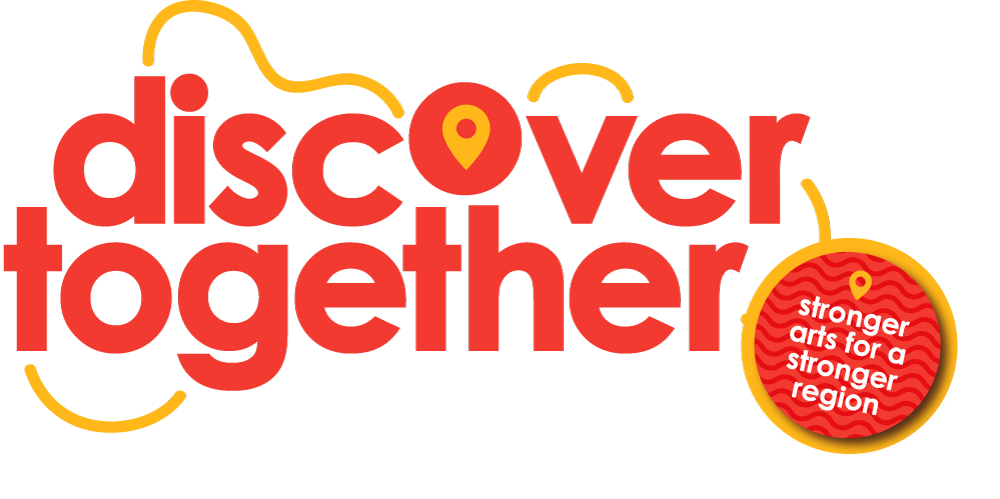 discover
together
stronger
arts for a
stronger
region